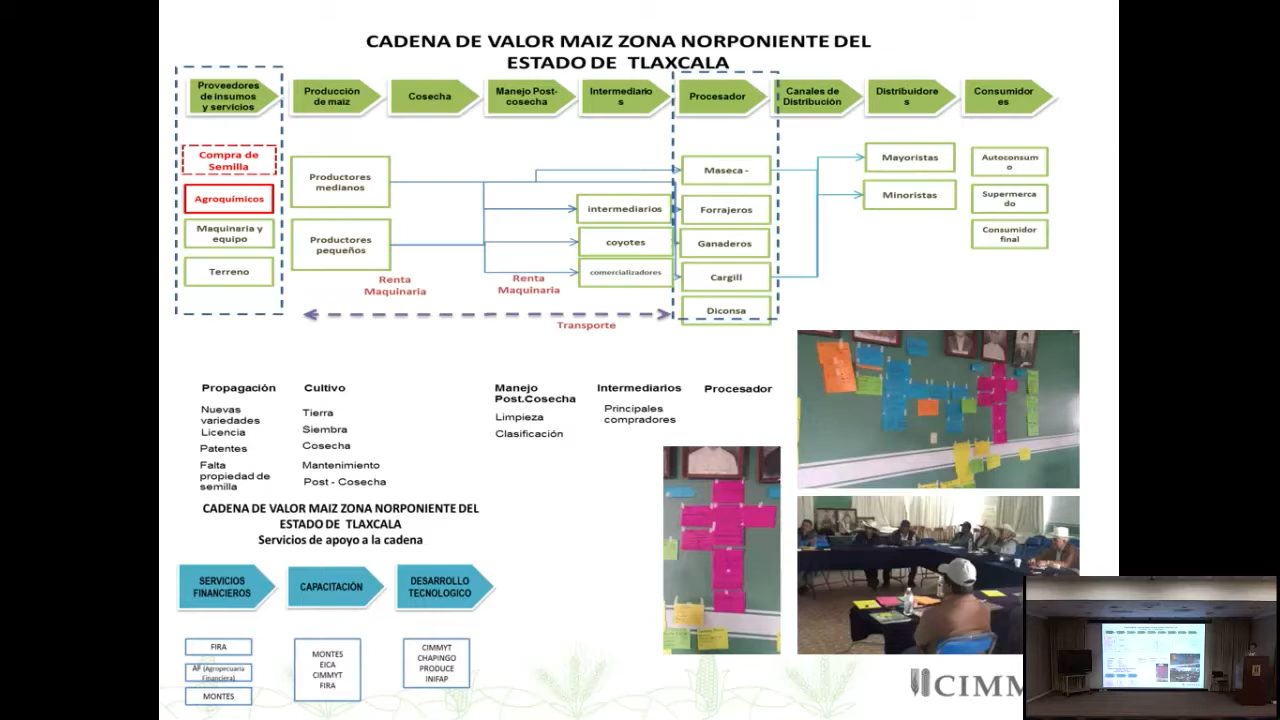 CADENA DE VALOR MAIZ ZONA NORPONIENTE DEL
ESTADO DE TLAXCALA
Proveedores
de insumos
y servicios
Producción
de maiz
Cosecha
Manejo Post-
cosecha
Intermediario
s
Procesador
Canales de
Distribución
Distribuidore
s
Consumidor
es
Compra de
Semilla
Agroquímicos
Maquinaria y
equipo
Terreno
Productores
medianos
Productores
pequeños
Renta
Maquinaria
Renta
Maquinaria
Transporte
intermediarios
coyotes
comercializadores
Maseca -
Forrajeros
Ganaderos
Cargill
Diconsa
Mayoristas
Minoristas
Autoconsum
o
Supermerca
do
Consumidor
final
Propagación
Nuevas
variedades
Licencia
Patentes
Falta
propiedad de
semilla
Cultivo
Tierra
Siembra
Cosecha
Mantenimiento
Post - Cosecha
Manejo
Post.Cosecha
Limpieza
Clasificación
Intermediarios
Principales
compradores
Procesador
CADENA DE VALOR MAIZ ZONA NORPONIENTE DEL
ESTADO DE TLAXCALA
Servicios de apoyo a la cadena
SERVICIOS
FINANCIEROS
CAPACITACIÓN
DESARROLLO
TECNOLOGICO
FIRA
AF (Agropecuaria
Financiera)
MONTES
MONTES
EICA
CIMMYT
FIRA
CIMMYT
CHAPINGO
PRODUCE
INIFAP
CIMM